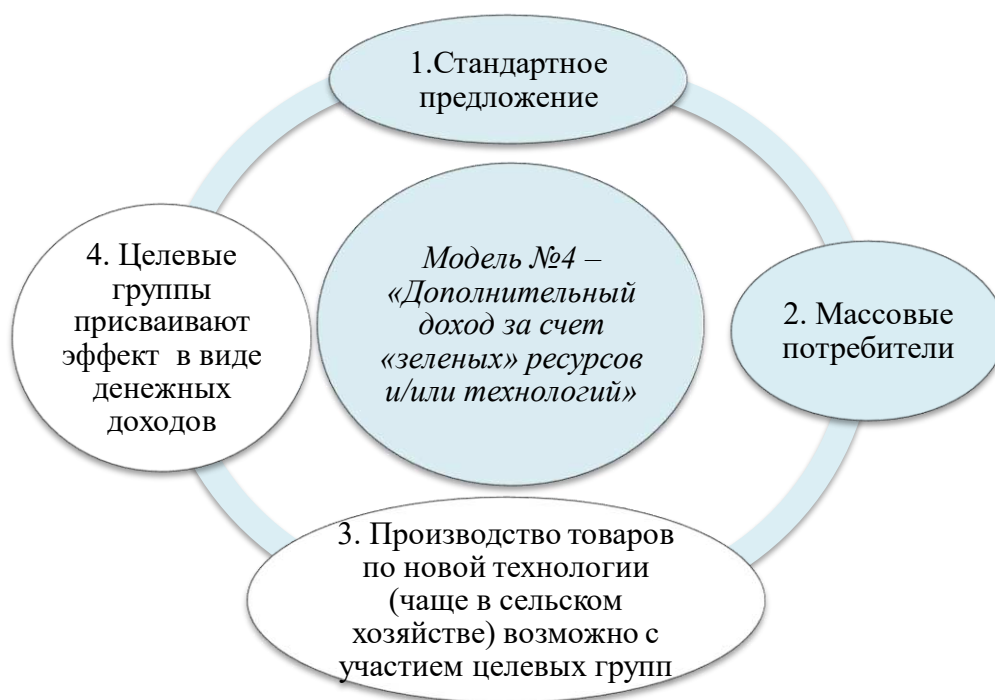 1.Стандартное
предложение
Модель №4 –
«Дополнительный
доход за счет
«зеленых» ресурсов
и/или технологий»
2. Массовые
потребители
3. Производство товаров
по новой технологии
(чаще в сельском
хозяйстве) возможно с
участием целевых групп
4. Целевые
группы
присваивают
эффект в виде
денежных
доходов